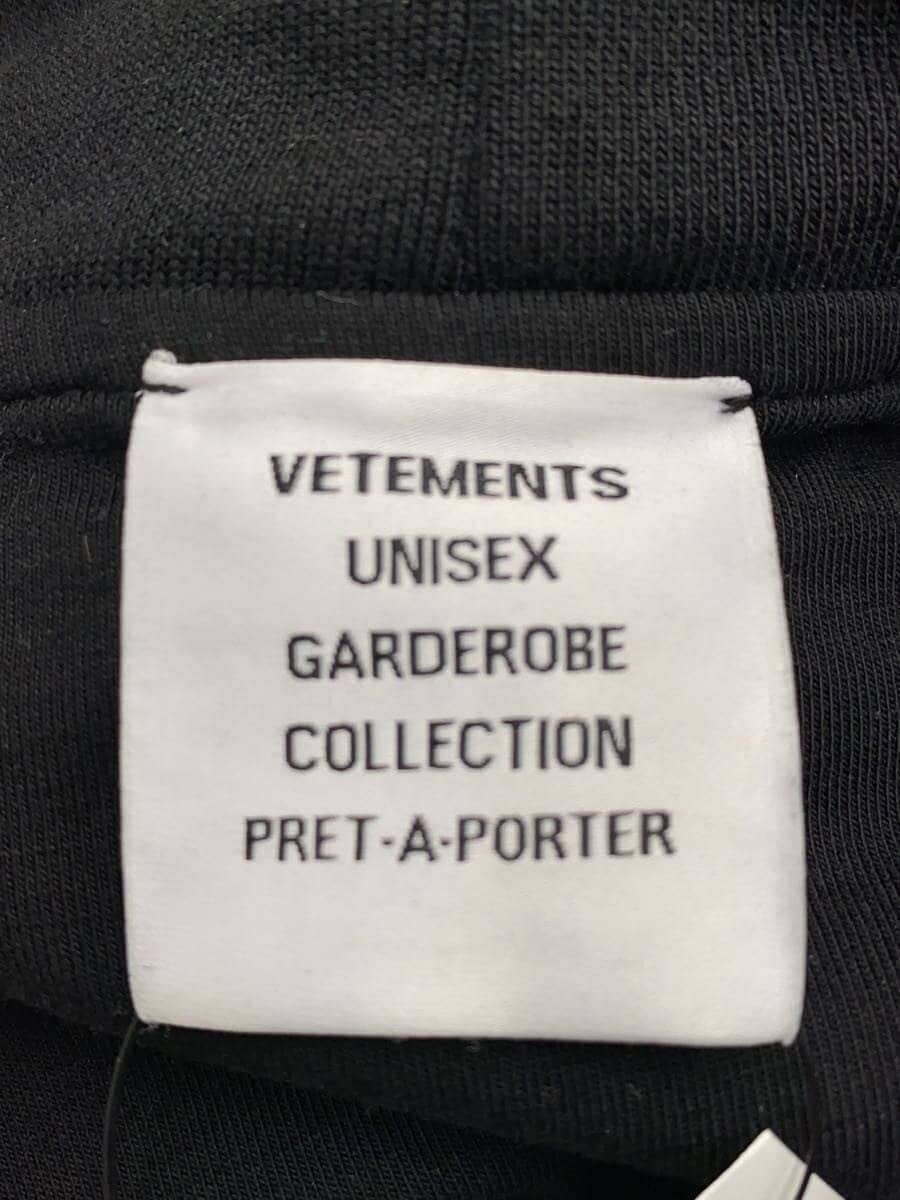 VETEMENTS
UNISEX
GARDEROBE
COLLECTION
PRET-A-PORTER